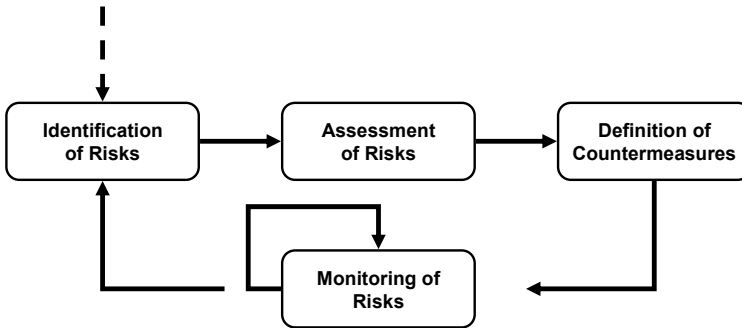 Identification
of Risks
Assessment
of Risks
Definition of
Countermeasures
Monitoring of
Risks